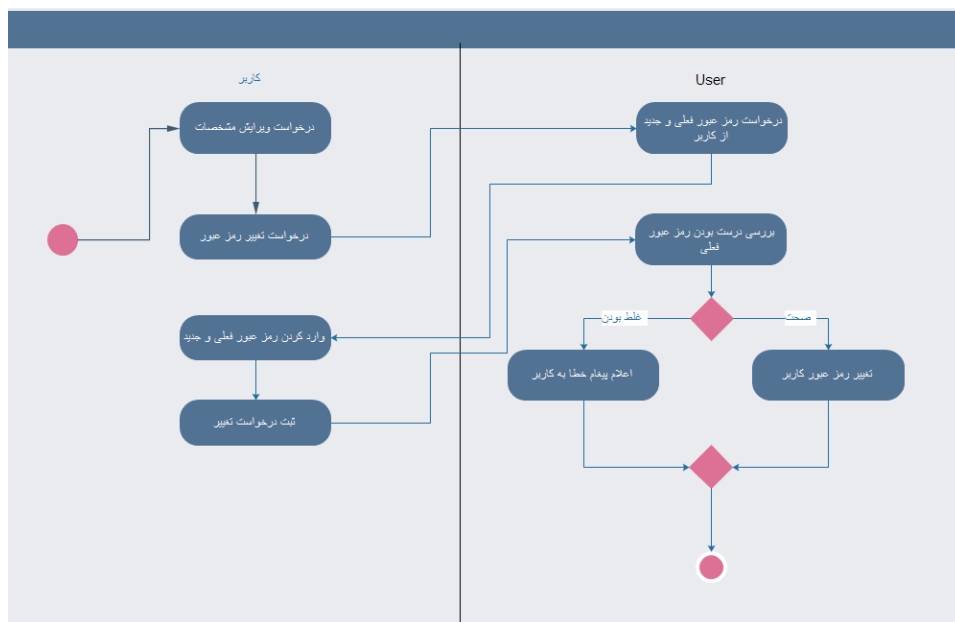 کاربر
User
درخواست ویرایش مشخصات
درخواست رمز عبور فعلی و جدید
از کاربر
درخواست تغییر رمز عبور
بررسی درست بودن رمز عبور
فعلی
غلط بودن
صحت
وارد کردن رمز عبور فعلی و جدید
اعلام پیغام خطا به کاربر
تغییر رمز عبور کاربر
ثبت درخواست تغییر